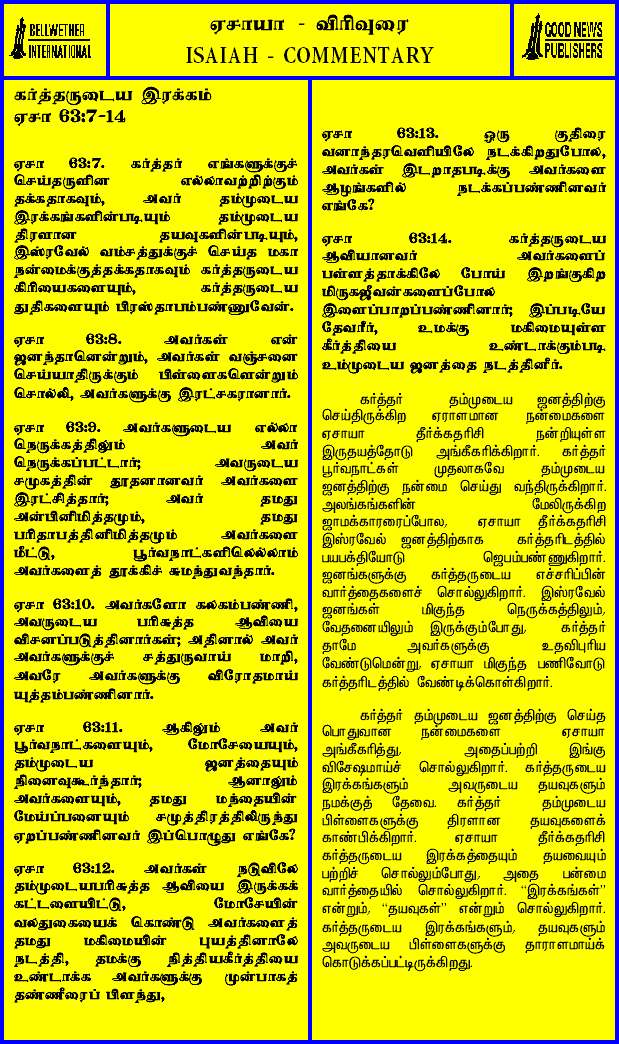 BELLWETHER
INTERNATIONAL
ஏசாயா - விரிவுரை
ISAIAH - COMMENTARY
GOOD NEWS
PUBLISHERS
கர்த்தருடைய இரக்கம்
ஏசா 63:7-14
ஏசா 63:7. கர்த்தர் எங்களுக்குச்
செய்தருளின எல்லாவற்றிற்கும்
தக்கதாகவும், அவர் தம்முடைய
இரக்கங்களின்படியும் தம்முடைய
திரளான தயவுகளின்படியும்,
இஸ்ரவேல் வம்சத்துக்குச் செய்த மகா
நன்மைக்குத்தக்கதாகவும் கர்த்தருடைய
கிரியைகளையும், கர்த்தருடைய
துதிகளையும் பிரஸ்தாபம்பண்ணுவேன்.
ஏசா 63:8. அவர்கள் என்
ஜனந்தானென்றும், அவர்கள் வஞ்சனை
செய்யாதிருக்கும் பிள்ளைகளென்றும்
சொல்லி, அவர்களுக்கு இரட்சகரானார்.
ஏசா 63:9. அவர்களுடைய எல்லா
நெருக்கத்திலும் அவர்
நெருக்கப்பட்டார்; அவருடைய
சமுகத்தின் தூதனானவர் அவர்களை
இரட்சித்தார்; அவர் தமது
அன்பினிமித்தமும், தமது
பரிதாபத்தினிமித்தமும் அவர்களை
மீட்டு, பூர்வநாட்களிலெல்லாம்
அவர்களைத் தூக்கிச் சுமந்துவந்தார்.
ஏசா 63:10. அவர்களோ கலகம்பண்ணி,
அவருடைய பரிசுத்த ஆவியை
விசனப்படுத்தினார்கள்; அதினால் அவர்
அவர்களுக்குச் சத்துருவாய் மாறி,
அவரே அவர்களுக்கு விரோதமாய்
யுத்தம்பண்ணினார்.
ஏசா 63:11. ஆகிலும் அவர்
பூர்வநாட்களையும், மோசேயையும்,
தம்முடைய ஜனத்தையும்
நினைவுகூர்ந்தார்; ஆனாலும்
அவர்களையும், தமது மந்தையின்
மேய்ப்பனையும் சமுத்திரத்திலிருந்து
ஏறப்பண்ணினவர் இப்பொழுது எங்கே?
ஏசா 63:12. அவர்கள் நடுவிலே
தம்முடையபரிசுத்த ஆவியை இருக்கக்
கட்டளையிட்டு, மோசேயின்
வலதுகையைக் கொண்டு அவர்களைத்
தமது மகிமையின் புயத்தினாலே
நடத்தி, தமக்கு நித்தியகீர்த்தியை
உண்டாக்க அவர்களுக்கு முன்பாகத்
தண்ணீரைப் பிளந்து,
ஏசா 63:13. ஒரு குதிரை
வனாந்தரவெளியிலே நடக்கிறதுபோல,
அவர்கள் இடறாதபடிக்கு அவர்களை
ஆழங்களில் நடக்கப்பண்ணினவர்
எங்கே?
ஏசா 63:14. கர்த்தருடைய
ஆவியானவர் அவர்களைப்
பள்ளத்தாக்கிலே போய் இறங்குகிற
மிருகஜீவன்களைப்போல
இளைப்பாறப்பண்ணினார்; இப்படியே
தேவரீர், உமக்கு மகிமையுள்ள
கீர்த்தியை உண்டாக்கும்படி
உம்முடைய ஜனத்தை நடத்தினீர்.
கர்த்தர் தம்முடைய ஜனத்திற்கு
செய்திருக்கிற ஏராளமான நன்மைகளை
ஏசாயா தீர்க்கதரிசி நன்றியுள்ள
இருதயத்தோடு அங்கீகரிக்கிறார். கர்த்தர்
பூர்வநாட்கள் முதலாகவே தம்முடைய
ஜனத்திற்கு நன்மை செய்து வந்திருக்கிறார்.
அலங்கங்களின் மேலிருக்கிற
ஜாமக்காரரைப்போல, ஏசாயா தீர்க்கதரிசி
இஸ்ரவேல் ஜனத்திற்காக கர்த்தரிடத்தில்
பயபக்தியோடு ஜெபம்பண்ணுகிறார்.
ஜனங்களுக்கு கர்த்தருடைய எச்சரிப்பின்
வார்த்தைகளைச் சொல்லுகிறார். இஸ்ரவேல்
ஜனங்கள் மிகுந்த நெருக்கத்திலும்,
வேதனையிலும் இருக்கும்போது, கர்த்தர்
தாமே அவர்களுக்கு உதவிபுரிய
வேண்டுமென்று, ஏசாயா மிகுந்த பணிவோடு
கர்த்தரிடத்தில் வேண்டிக்கொள்கிறார்.
கர்த்தர் தம்முடைய ஜனத்திற்கு செய்த
பொதுவான நன்மைகளை ஏசாயா
அங்கீகரித்து, அதைப்பற்றி இங்கு
விசேஷமாய்ச் சொல்லுகிறார். கர்த்தருடைய
இரக்கங்களும் அவருடைய தயவுகளும்
நமக்குத் தேவை. கர்த்தர் தம்முடைய
பிள்ளைகளுக்கு திரளான தயவுகளைக்
காண்பிக்கிறார். ஏசாயா தீர்க்கதரிசி
கர்த்தருடைய இரக்கத்தையும் தயவையும்
பற்றிச் சொல்லும்போது, அதை பன்மை
வார்த்தையில் சொல்லுகிறார். “இரக்கங்கள்”
என்றும், “தயவுகள்” என்றும் சொல்லுகிறார்.
கர்த்தருடைய இரக்கங்களும், தயவுகளும்
அவருடைய பிள்ளைகளுக்கு தாராளமாய்க்
கொடுக்கப்பட்டிருக்கிறது.